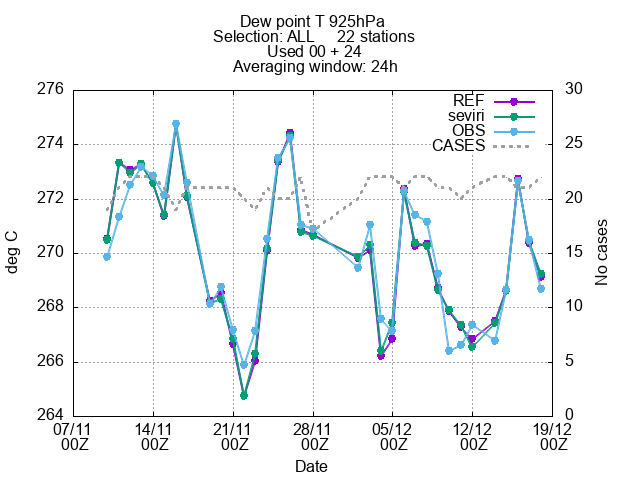 Dew point T 925hPa
Selection: ALL 22 stations
Used 00 + 24
Averaging window: 24h
276 30
REF
seviri
OBS
CASES
274 25
272 20
270 15
268 10
266 5
264 0
deg C
No cases
07/11 14/11 21/11 28/11 05/12 12/12 19/12
00Z 00Z 00Z 00Z 00Z 00Z 00Z
Date